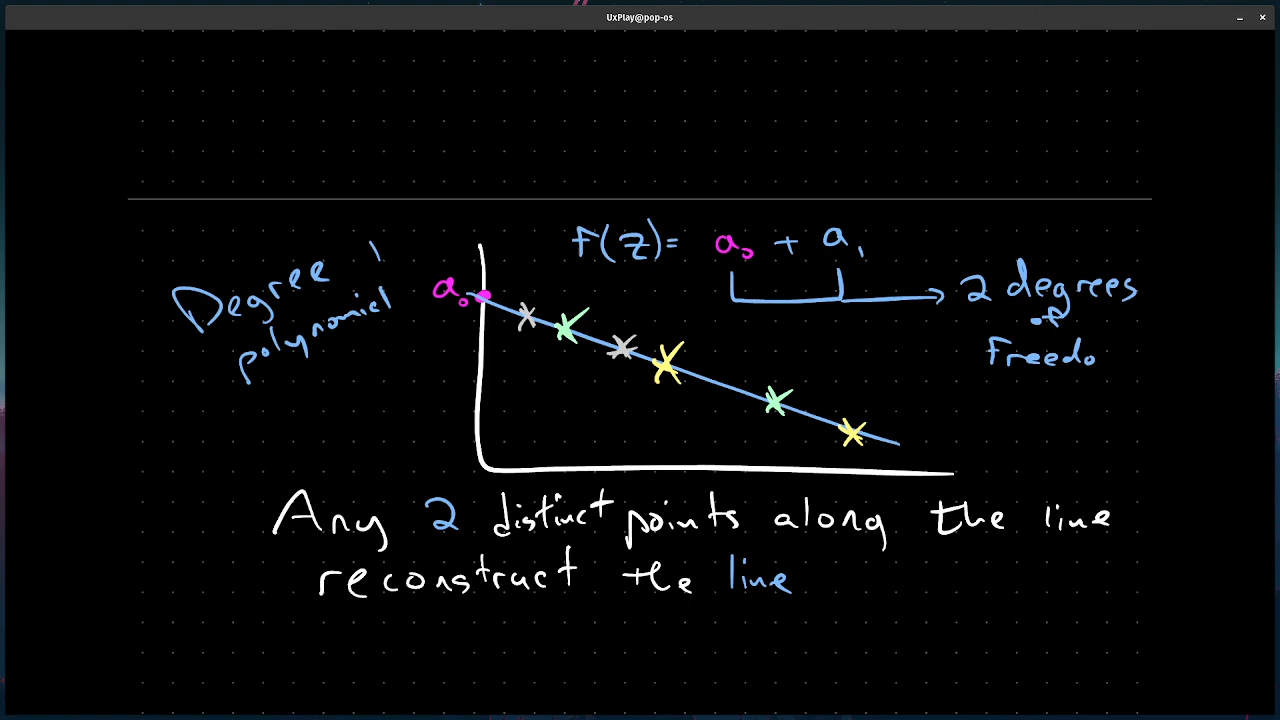 UxPlay@pop-os
f(z)= a₀ + a₁
Degree 1
polynomial
a₀
2 degrees
of
Freedo
Any 2 distinct points along the line
reconstruct the line